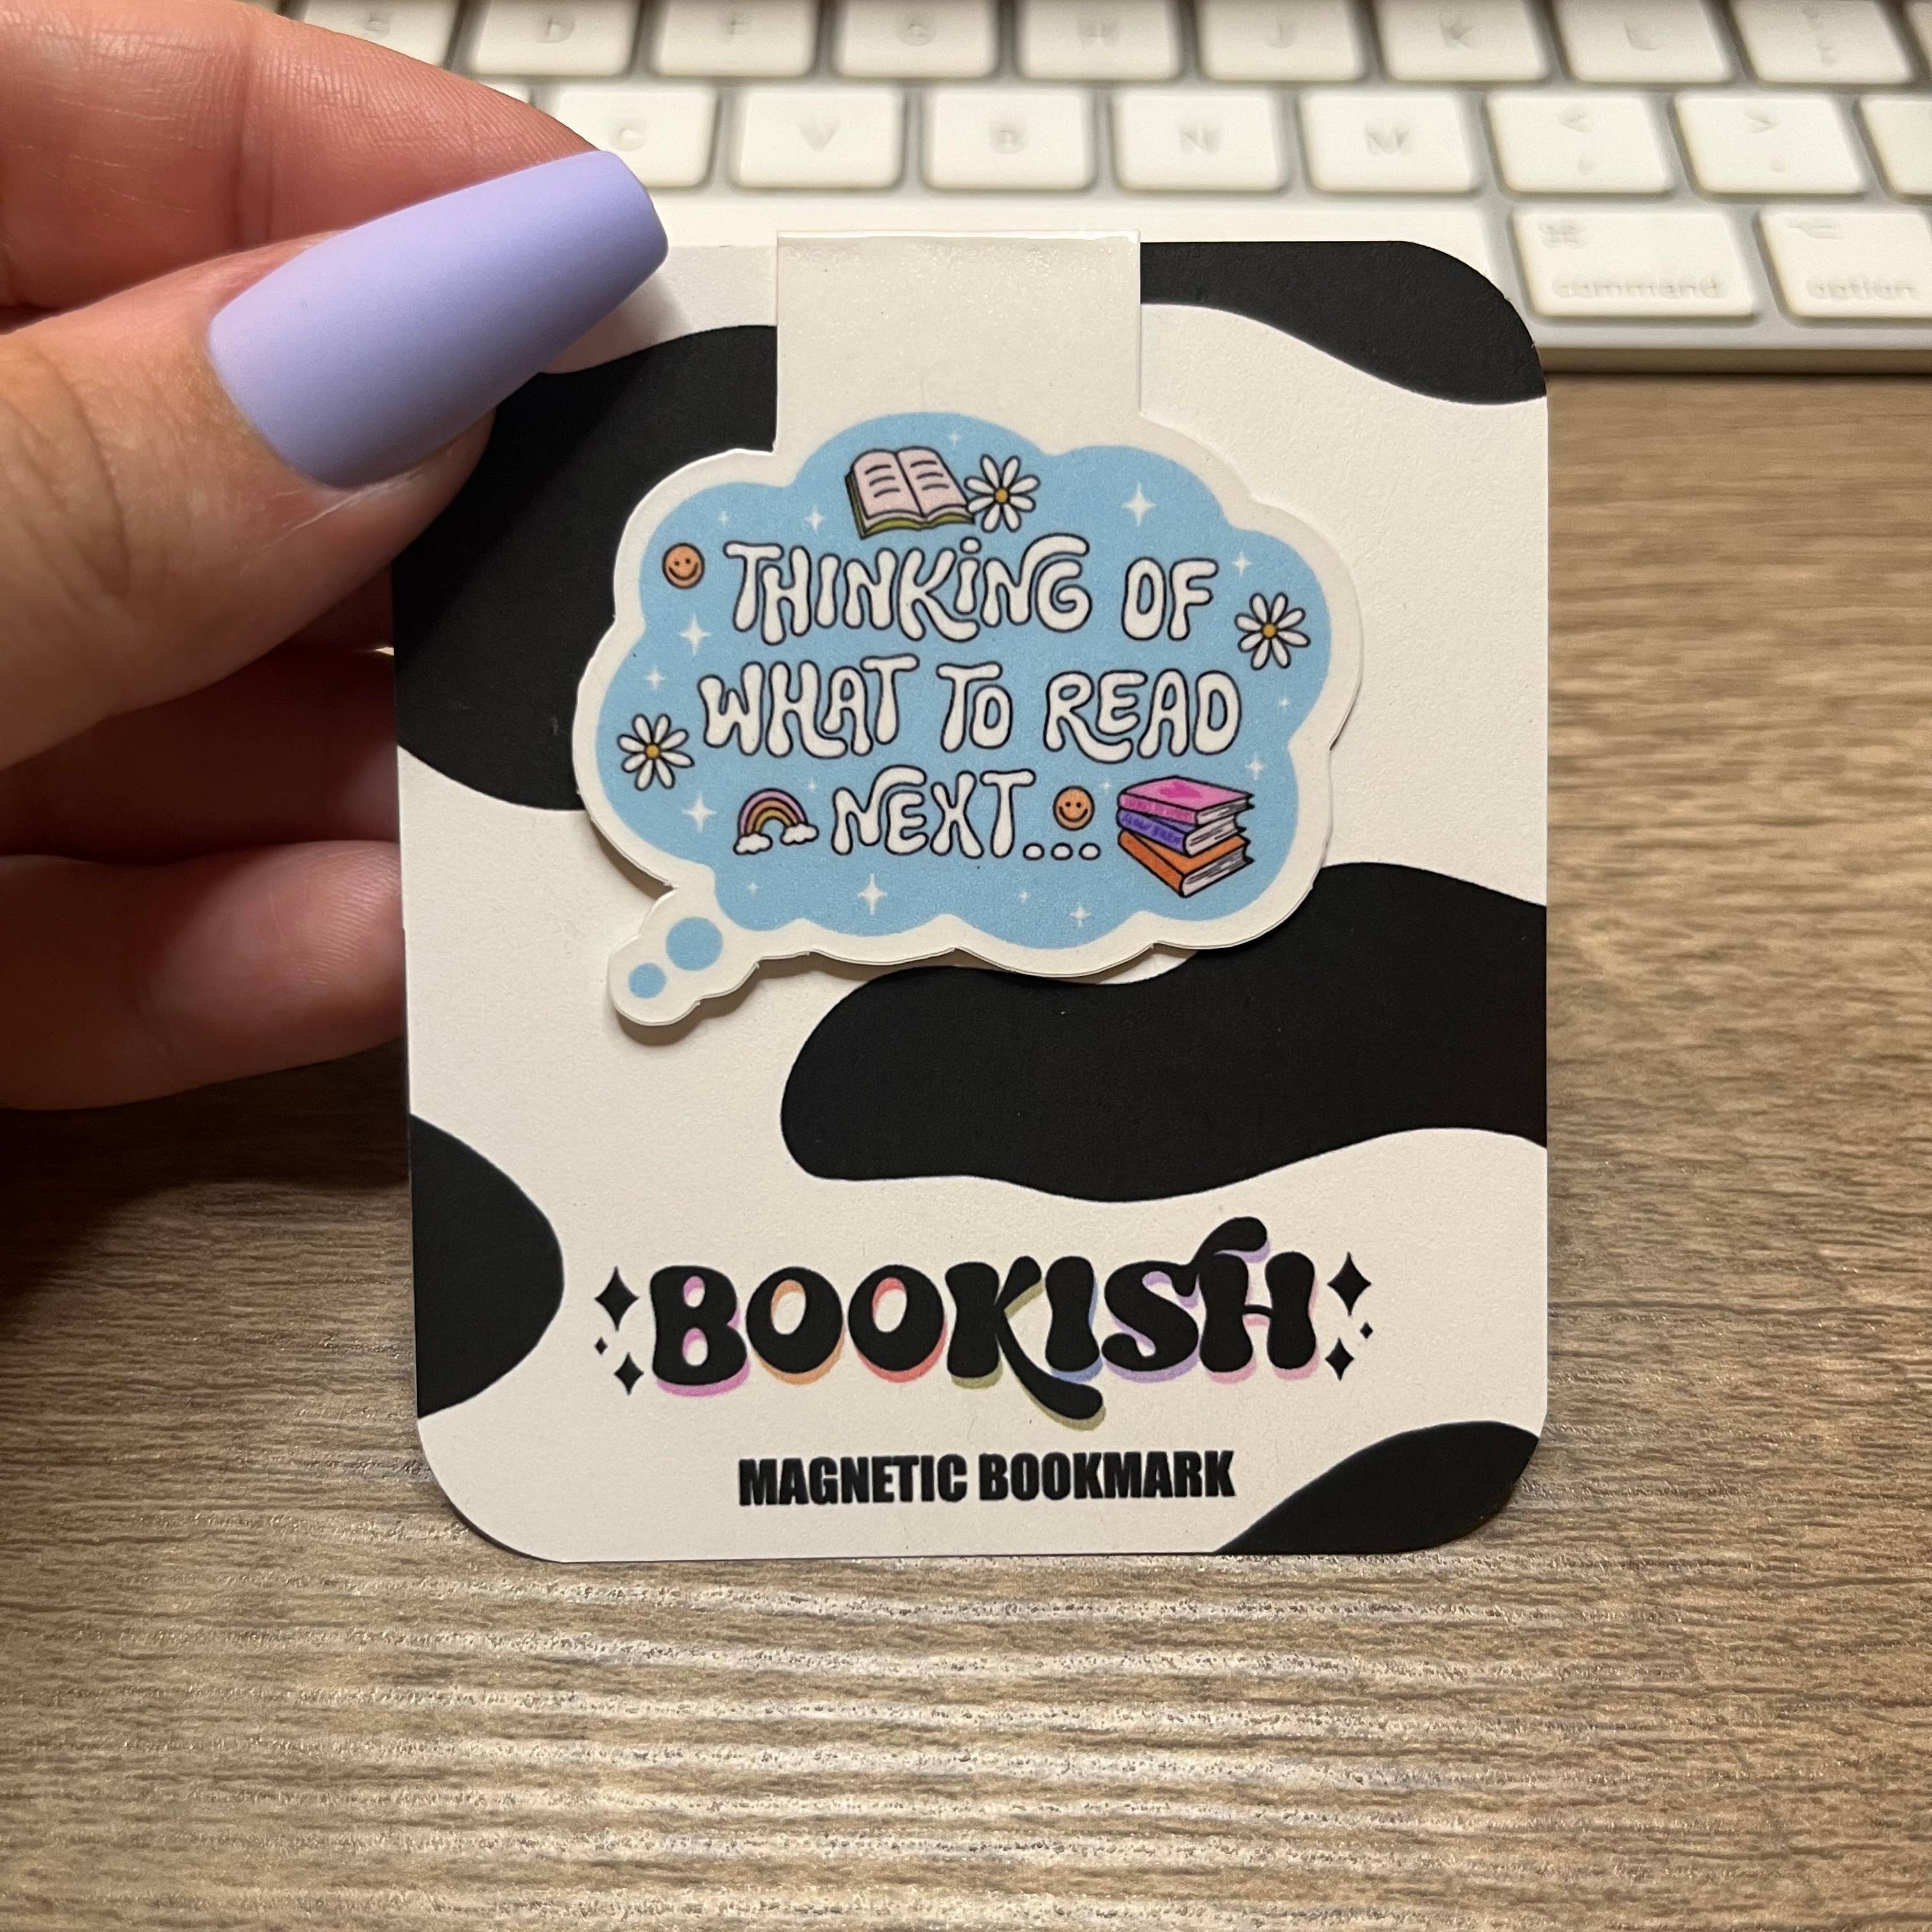 S D F G H J K L
C V B N M < >
command option
THINKING OF
WHAT TO READ
NEXT...
BOOKISH
MAGNETIC BOOKMARK